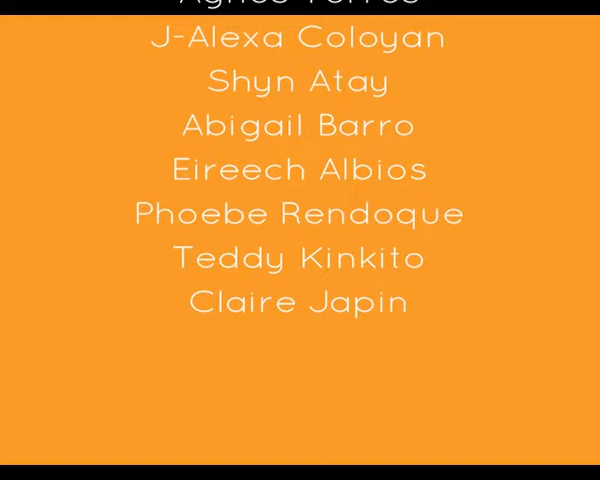 J-Alexa Coloyan
Shyn Atay
Abigail Barro
Eireech Albios
Phoebe Rendoque
Teddy Kinkito
Claire Japin